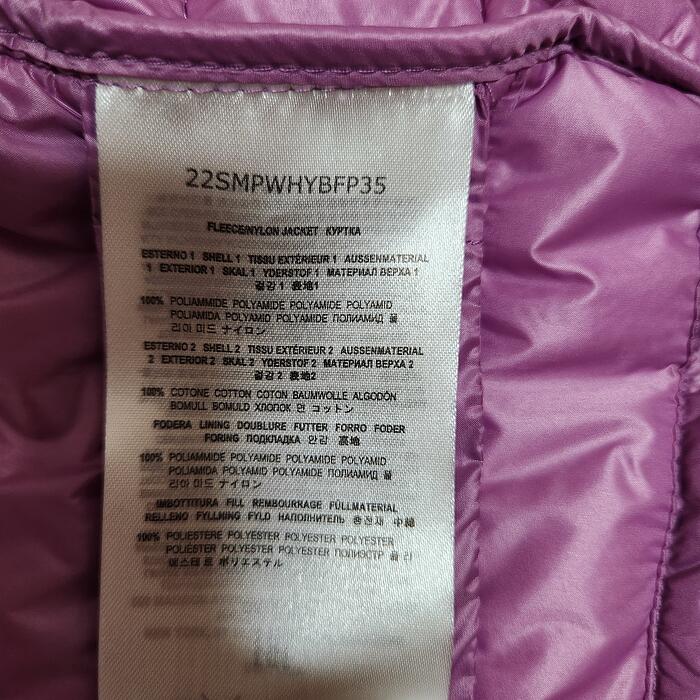 22SMPWHYBFP35
FLEECE/NYLON JACKET КУРТКА
ESTERNO 1 SHELL 1 TISSU EXTÉRIEUR 1 AUSSENMATERIAL
1 EXTERIOR 1 SKAL 1 YDERSTOF 1 МАТЕРИАЛ ВЕРХА 1
겉감 1 表地1
100% POLIAMMIDE POLYAMIDE POLYAMIDE POLYAMID
POLIAMIDA POLYAMID POLYAMIDE ПОЛИАМИД 폴
리아미드 ナイロン
ESTERNO 2 SHELL 2 TISSU EXTÉRIEUR 2 AUSSENMATERIAL
2 EXTERIOR 2 SKAL 2 YDERSTOF 2 МАТЕРИАЛ ВЕРХА 2
겉감 2 表地2
100% COTONE COTTON COTON BAUMWOLLE ALGODÓN
BOMULL BOMULD ХЛОПОК 면 コットン
FODERA LINING DOUBLURE FUTTER FORRO FODER
FORING ПОДКЛАДКА 안감 裏地
100% POLIAMMIDE POLYAMIDE POLYAMIDE POLYAMID
POLIAMIDA POLYAMID POLYAMIDE ПОЛИАМИД 폴
리아미드 ナイロン
IMBOTTITURA FILL REMBOURRAGE FÜLLMATERIAL
RELLENO FYLLNING FYLD НАПОЛНИТЕЛЬ 충전재 中綿
100% POLIESTERE POLYESTER POLYESTER POLYESTER
POLIÉSTER POLYESTER POLYESTER ПОЛИЭСТР 폴리
에스테르 ポリエステル